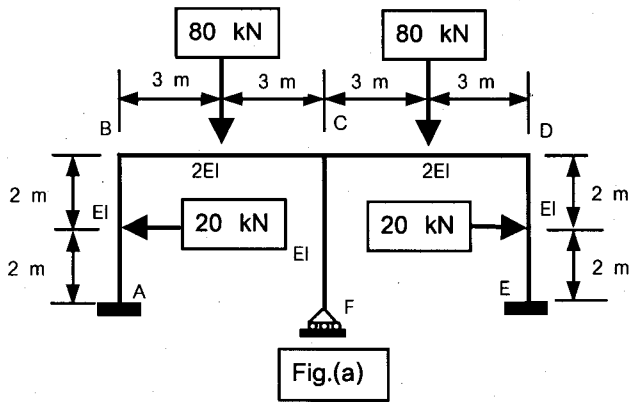 80 kN 80 kN
3 m 3 m 3 m 3 m
B C D
2EI 2EI
2 m EI 20 kN 20 kN EI 2 m
EI
2 m A F E 2 m
Fig.(a)